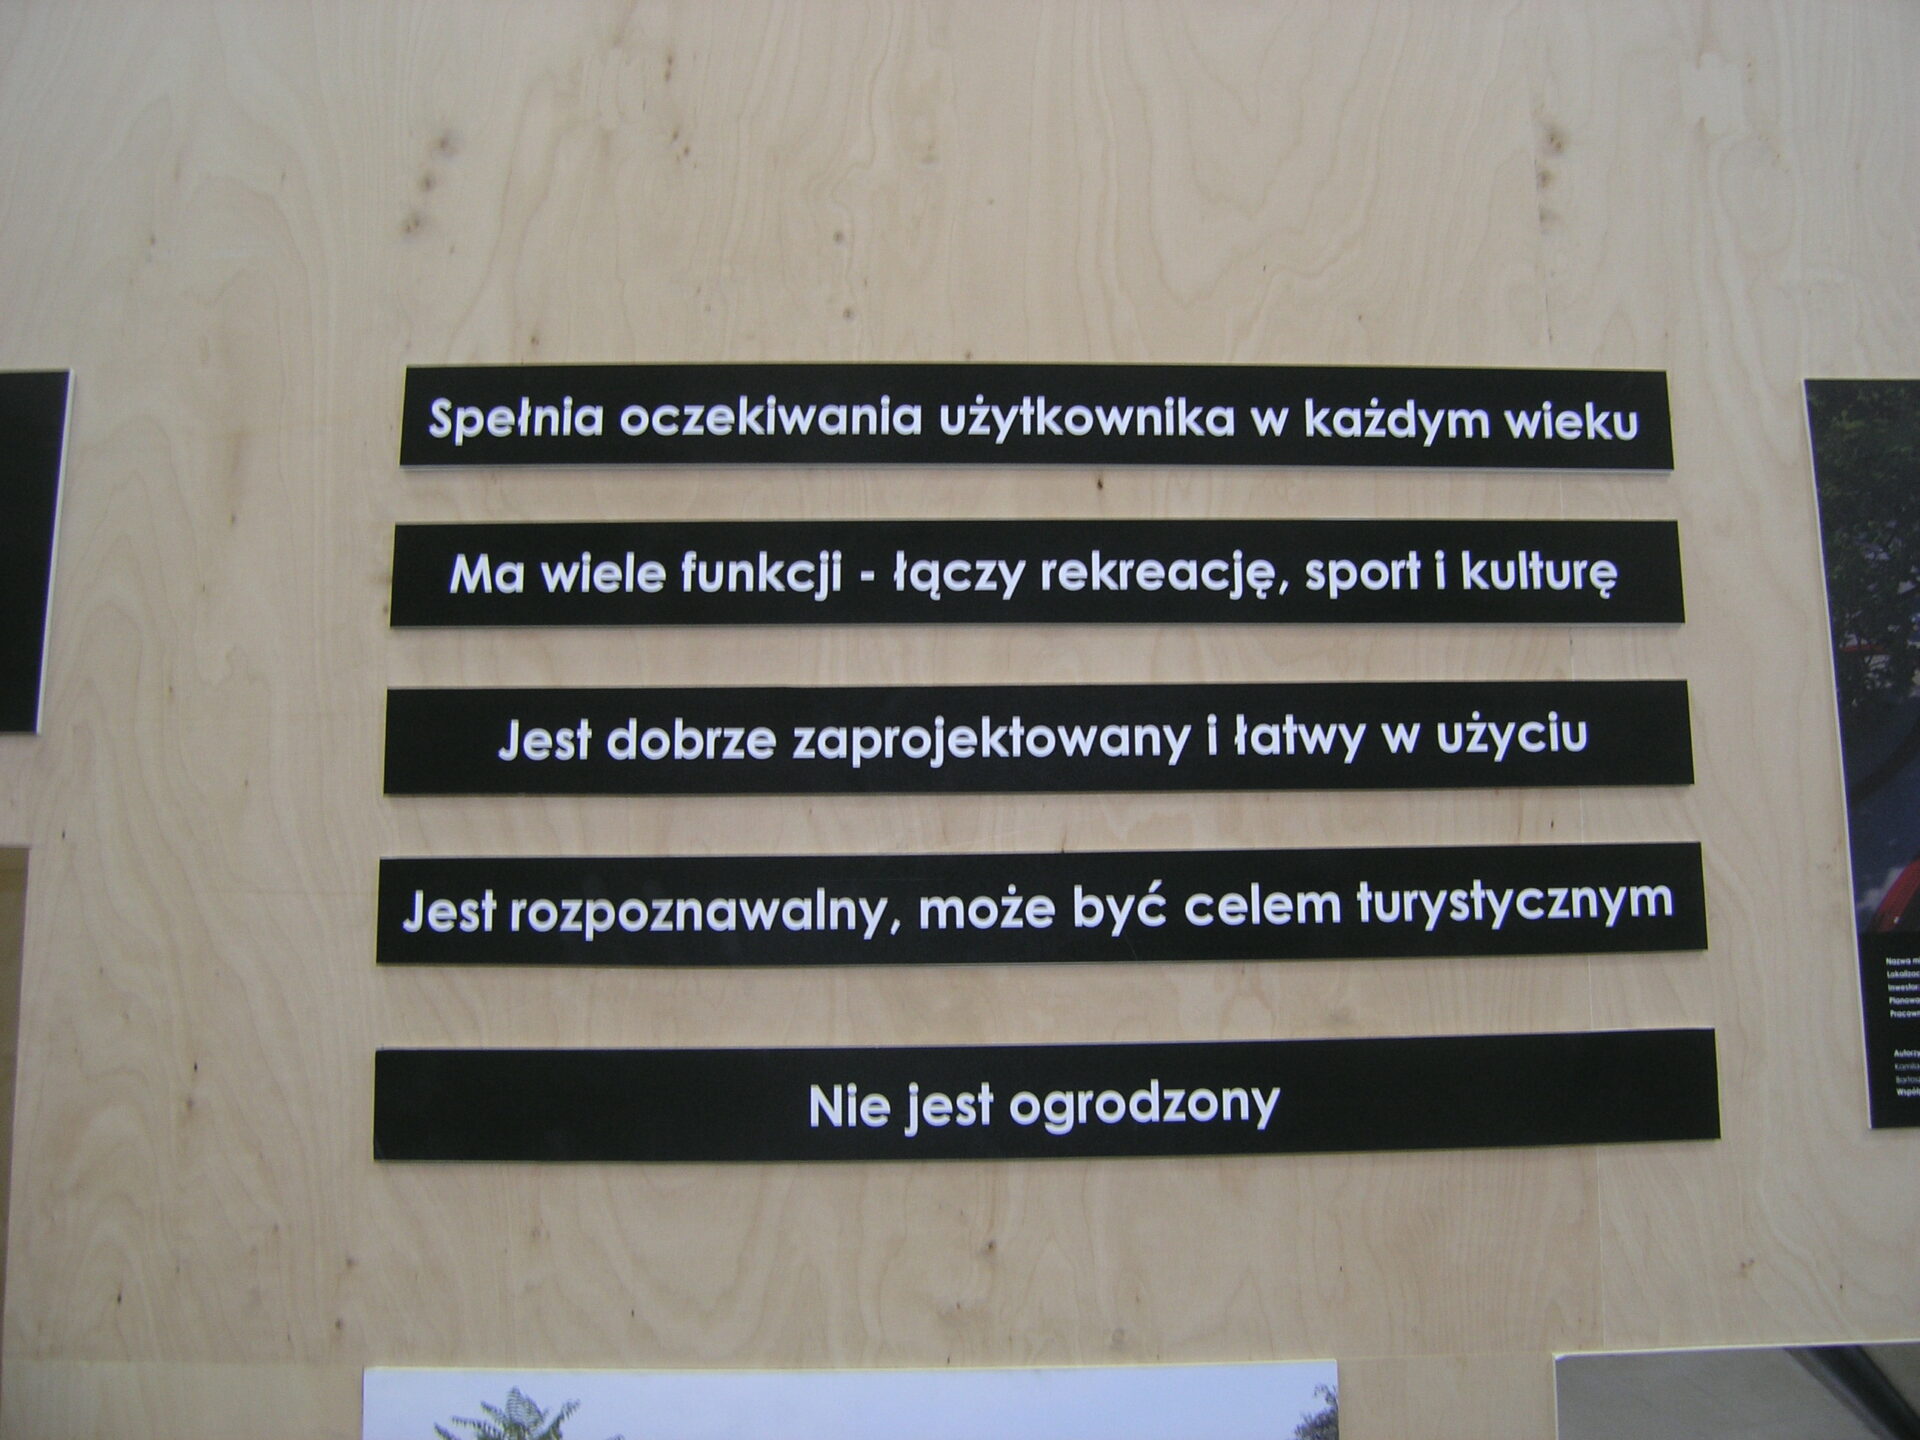 Spełnia oczekiwania użytkownika w każdym wieku
Ma wiele funkcji - łączy rekreację, sport i kulturę
Jest dobrze zaprojektowany i łatwy w użyciu
Jest rozpoznawalny, może być celem turystycznym
Nie jest ogrodzony